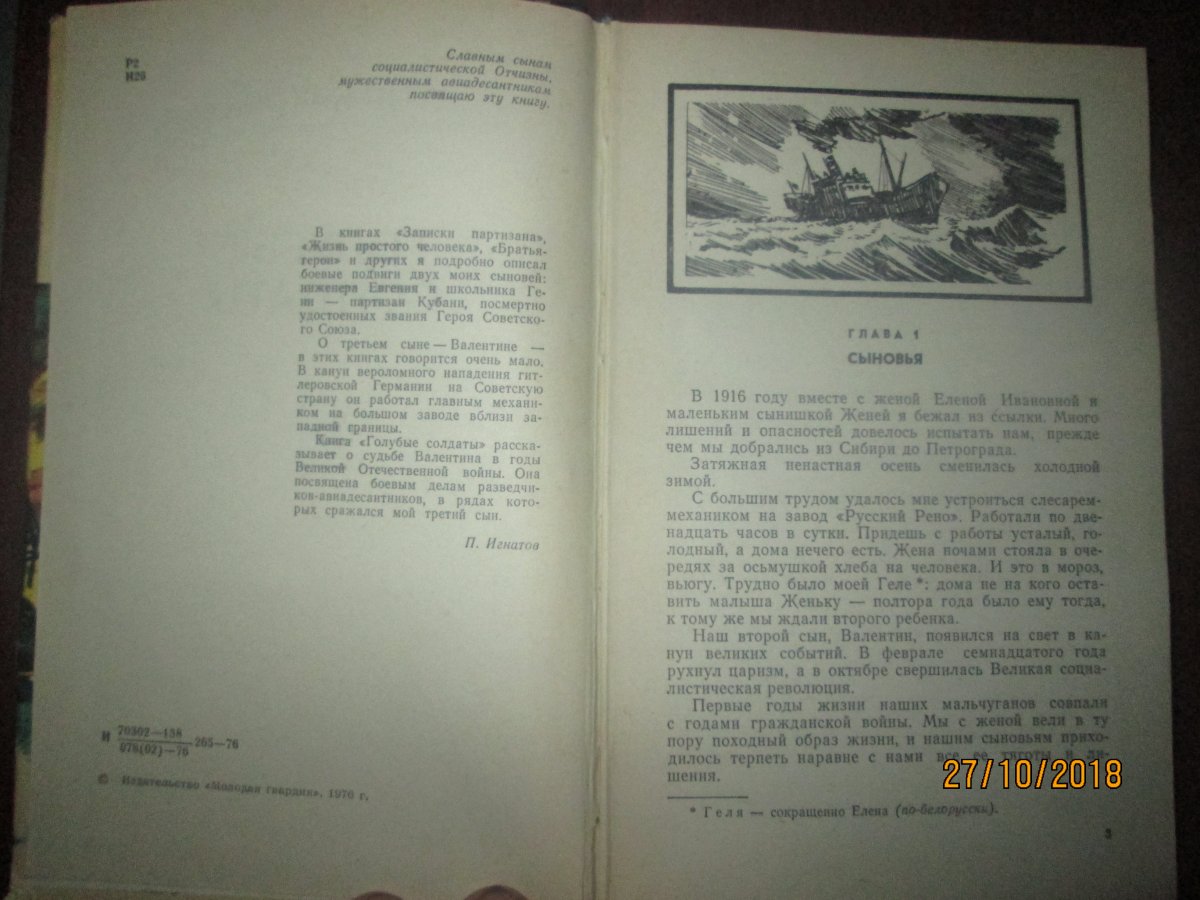 Р2
И26
Славным сынам
социалистической Отчизны,
мужественным авиадесантникам
посвящаю эту книгу.
В книгах «Записки партизана»,
«Жизнь простого человека», «Братья-
герои» и других я подробно описал
боевые подвиги двух моих сыновей:
инженера Евгения и школьника Ге-
ни — партизан Кубани, посмертно
удостоенных звания Героя Советско-
го Союза.
О третьем сыне — Валентине —
в этих книгах говорится очень мало.
В канун вероломного нападения гит-
леровской Германии на Советскую
страну он работал главным механи-
ком на большом заводе вблизи за-
падной границы.
Книга «Голубые солдаты» расска-
зывает о судьбе Валентина в годы
Великой Отечественной войны. Она
посвящена боевым делам разведчи-
ков-авиадесантников, в рядах кото-
рых сражался мой третий сын.
П. Игнатов
И 70302—138
078(02)—76 265—76
© Издательство «Молодая гвардия», 1976 г.
ГЛАВА 1
СЫНОВЬЯ
В 1916 году вместе с женой Еленой Ивановной и
маленьким сынишкой Женей я бежал из ссылки. Много
лишений и опасностей довелось испытать нам, прежде
чем мы добрались из Сибири до Петрограда.
Затяжная ненастная осень сменилась холодной
зимой.
С большим трудом удалось мне устроиться слесарем-
механиком на завод «Русский Рено». Работали по две-
надцать часов в сутки. Придешь с работы усталый, го-
лодный, а дома нечего есть. Жена ночами стояла в оче-
редях за осьмушкой хлеба на человека. И это в мороз,
вьюгу. Трудно было моей Геле *: дома не на кого оста-
вить малыша Женьку — полтора года было ему тогда,
к тому же мы ждали второго ребенка.
Наш второй сын, Валентин, появился на свет в ка-
нун великих событий. В феврале семнадцатого года
рухнул царизм, а в октябре свершилась Великая социа-
листическая революция.
Первые годы жизни наших мальчуганов совпали
с годами гражданской войны. Мы с женой вели в ту
пору походный образ жизни, и нашим сыновьям прихо-
дилось терпеть наравне с нами все ее тяготы и ли-
шения.
* Геля — сокращенно Елена (по-белорусски).
3
27/10/2018